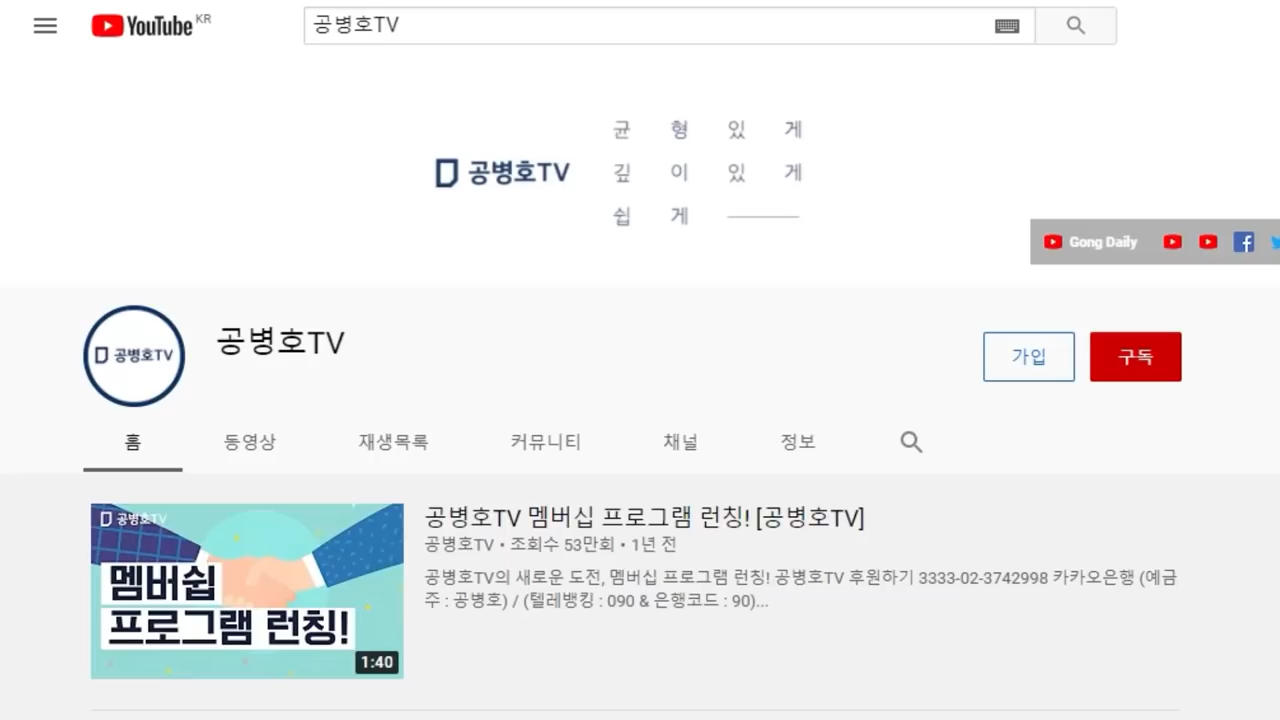 YouTube KR
공병호TV
균형있게
공병호TV
깊이있게
쉽게
Gong Daily
공병호TV
공병호TV
가입
구독
홈
동영상
재생목록
커뮤니티
채널
정보
공병호TV
멤버쉽
프로그램 런칭!
1:40
공병호TV 멤버십 프로그램 런칭! [공병호TV]
공병호TV • 조회수 53만회 • 1년 전
공병호TV의 새로운 도전, 멤버십 프로그램 런칭! 공병호TV 후원하기 3333-02-3742998 카카오은행 (예금
주 : 공병호) / (텔레뱅킹 : 090 & 은행코드 : 90)...